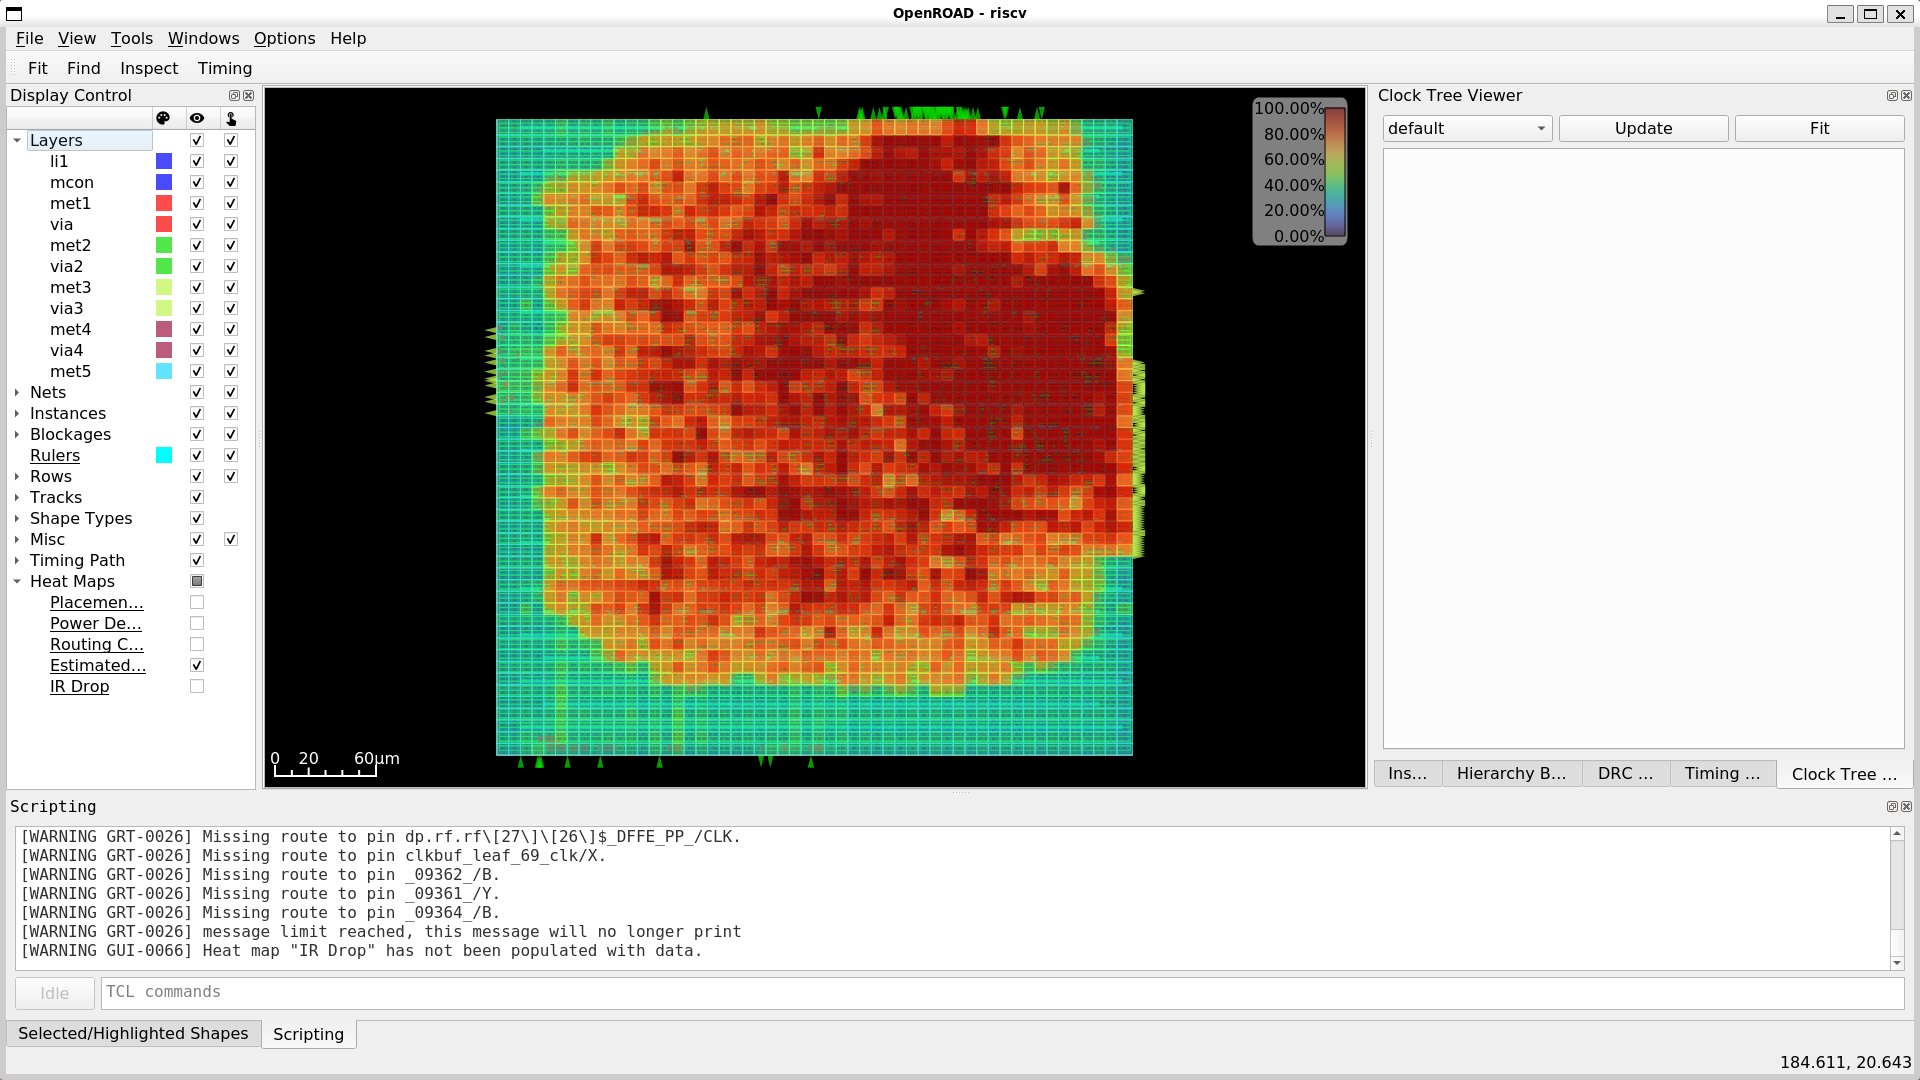 OpenROAD - riscv
File View Tools Windows Options Help
Fit Find Inspect Timing
Display Control
Layers
li1
mcon
met1
via
met2
via2
met3
via3
met4
via4
met5
Nets
Instances
Blockages
Rulers
Rows
Tracks
Shape Types
Misc
Timing Path
Heat Maps
Placemen...
Power De...
Routing C...
Estimated...
IR Drop
100.00%
80.00%
60.00%
40.00%
20.00%
0.00%
0 20 60μm
Clock Tree Viewer
default Update Fit
Ins... Hierarchy B... DRC ... Timing ... Clock Tree ...
Scripting
[WARNING GRT-0026] Missing route to pin dp.rf.rf\[27\]\[26\]$_DFFE_PP_/CLK.
[WARNING GRT-0026] Missing route to pin clkbuf_leaf_69_clk/X.
[WARNING GRT-0026] Missing route to pin _09362_/B.
[WARNING GRT-0026] Missing route to pin _09361_/Y.
[WARNING GRT-0026] Missing route to pin _09364_/B.
[WARNING GRT-0026] message limit reached, this message will no longer print
[WARNING GUI-0066] Heat map "IR Drop" has not been populated with data.
Idle TCL commands
Selected/Highlighted Shapes Scripting
184.611, 20.643